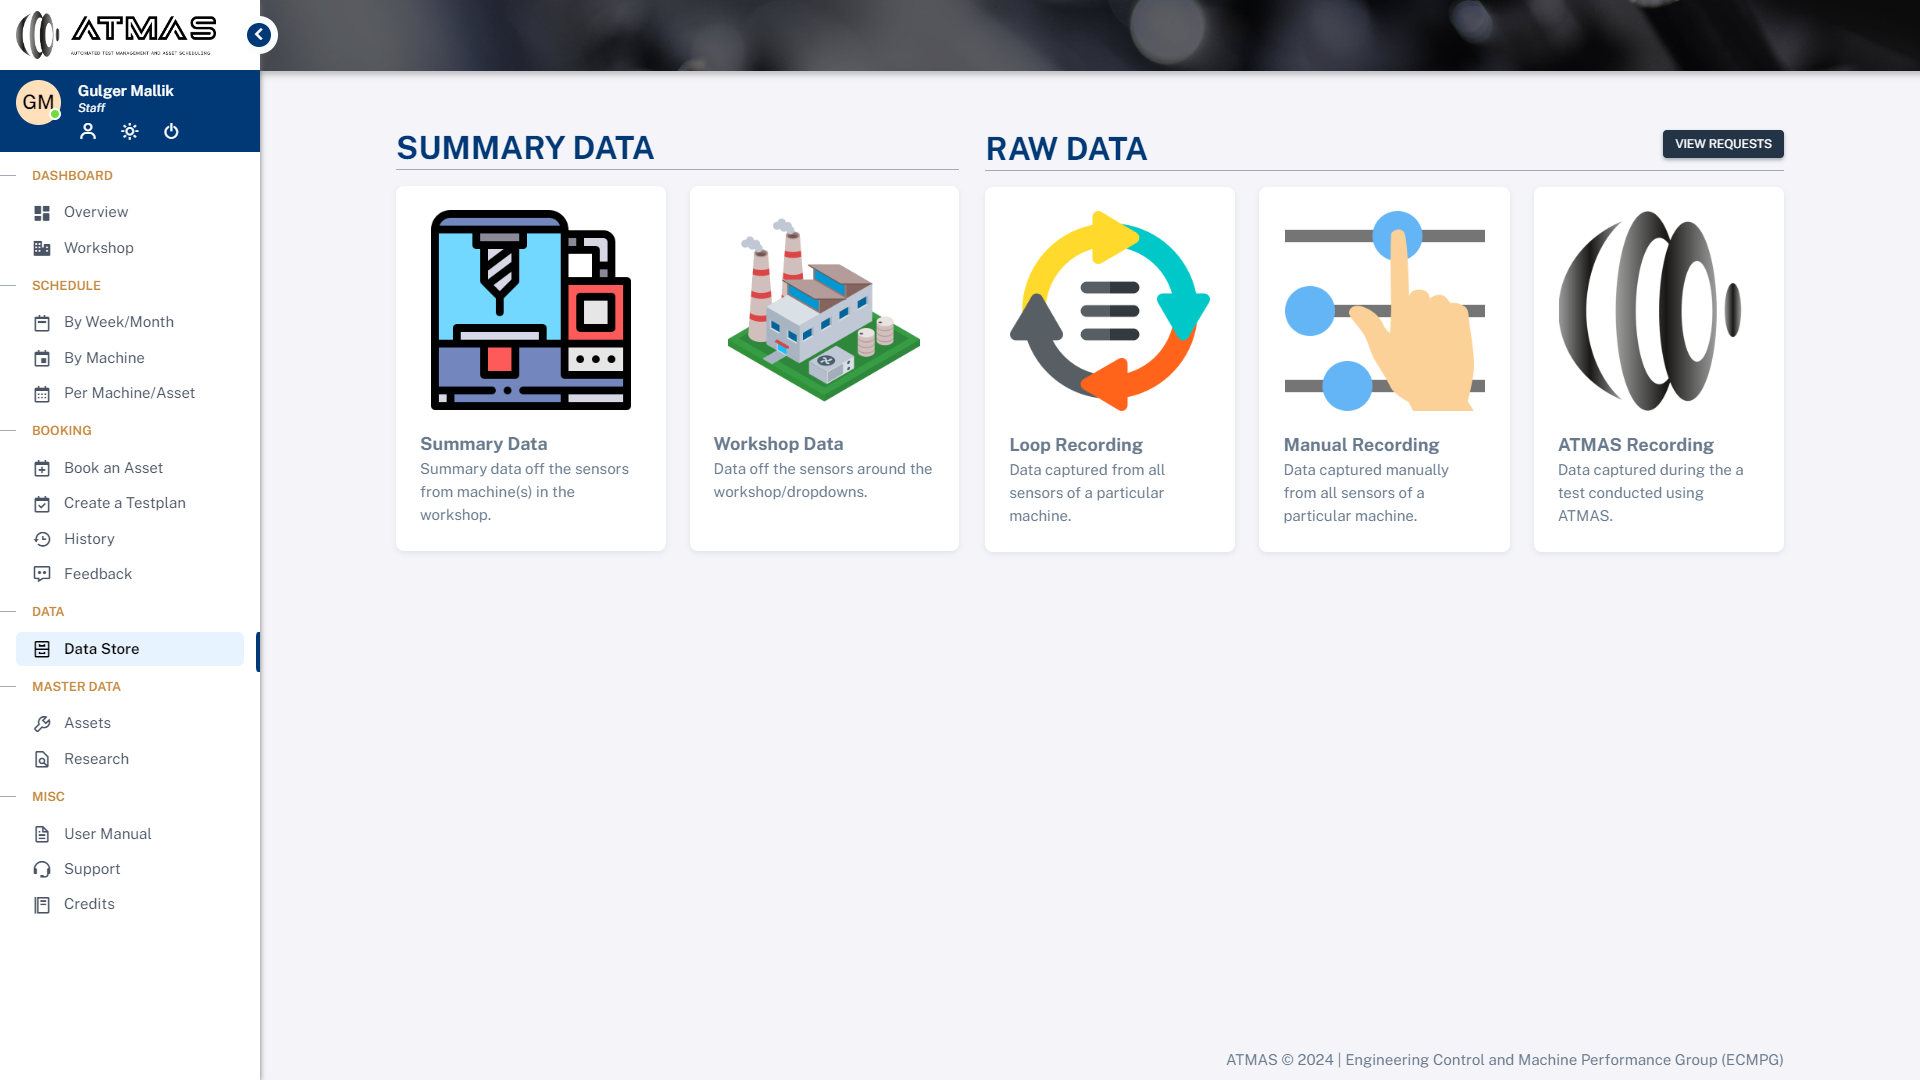 ATMAS
AUTOMATED TEST MANAGEMENT AND ASSET SCHEDULING
GM
Gulger Mallik
Staff
DASHBOARD
Overview
Workshop
SCHEDULE
By Week/Month
By Machine
Per Machine/Asset
BOOKING
Book an Asset
Create a Testplan
History
Feedback
DATA
Data Store
MASTER DATA
Assets
Research
MISC
User Manual
Support
Credits
SUMMARY DATA
Summary Data
Summary data off the sensors
from machine(s) in the
workshop.
Workshop Data
Data off the sensors around the
workshop/dropdowns.
RAW DATA
VIEW REQUESTS
Loop Recording
Data captured from all
sensors of a particular
machine.
Manual Recording
Data captured manually
from all sensors of a
particular machine.
ATMAS Recording
Data captured during the a
test conducted using
ATMAS.
ATMAS © 2024 | Engineering Control and Machine Performance Group (ECMPG)